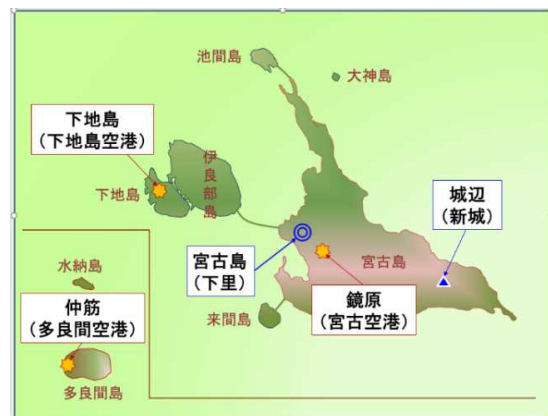 池間島
大神島
下地島
(下地島空港)
伊良部島
下地島
城辺
(新城)
宮古島
(下里)
宮古島
水納島
鏡原
(宮古空港)
来間島
仲筋
(多良間空港)
多良間島